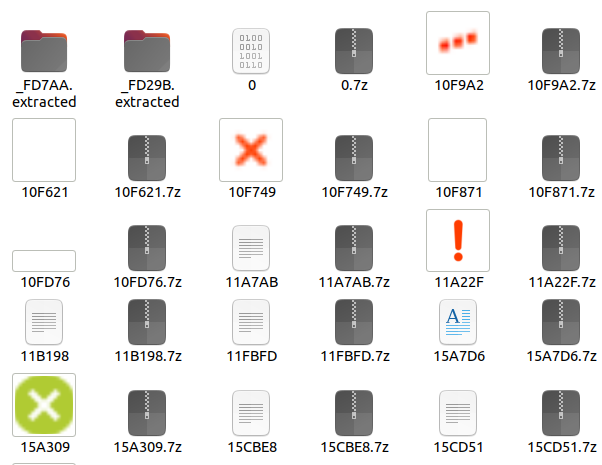 _FD7AA.
extracted
_FD29B.
extracted
0
0.7z
10F9A2
10F9A2.7z
10F621
10F621.7z
10F749
10F749.7z
10F871
10F871.7z
10FD76
10FD76.7z
11A7AB
11A7AB.7z
11A22F
11A22F.7z
11B198
11B198.7z
11FBFD
11FBFD.7z
15A7D6
15A7D6.7z
15A309
15A309.7z
15CBE8
15CBE8.7z
15CD51
15CD51.7z